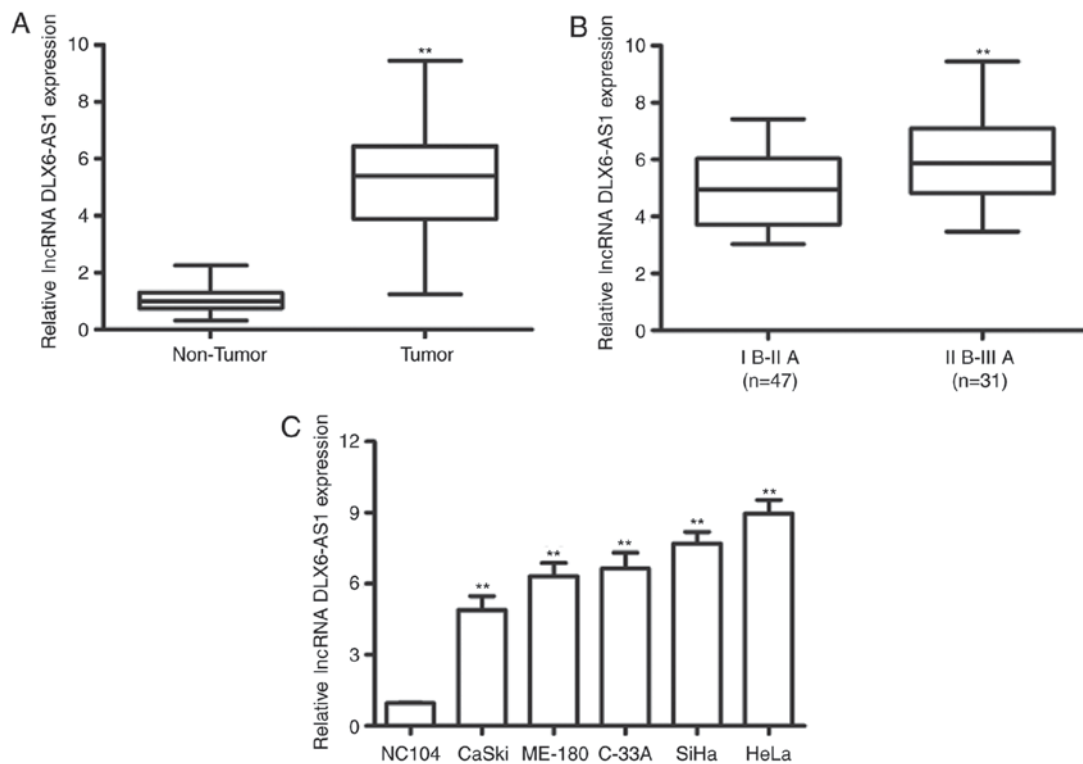 A
Relative lncRNA DLX6-AS1 expression
10
8
6
4
2
0
**
Non-Tumor Tumor
B
Relative lncRNA DLX6-AS1 expression
10
8
6
4
2
0
**
I B-II A II B-III A
(n=47) (n=31)
C
Relative lncRNA DLX6-AS1 expression
12
9
6
3
0
**
**
**
**
**
NC104 CaSki ME-180 C-33A SiHa HeLa